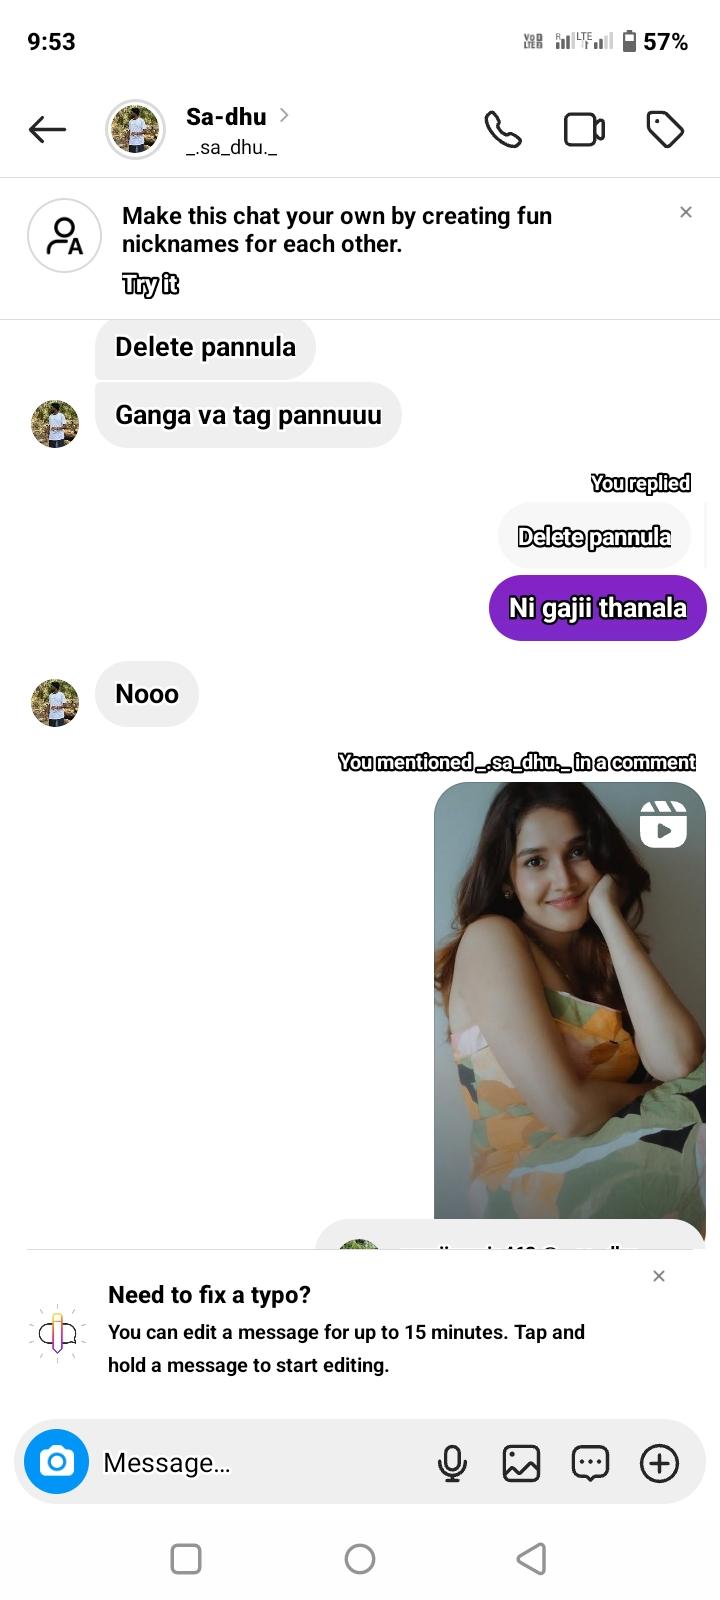 9:53
VoD
LTE2
R
LTE
57%
Sa-dhu
_.sa_dhu._
Make this chat your own by creating fun
nicknames for each other.
Try it
Delete pannula
Ganga va tag pannuuu
You replied
Delete pannula
Ni gajii thanala
Nooo
You mentioned _.sa_dhu._ in a comment
Need to fix a typo?
You can edit a message for up to 15 minutes. Tap and
hold a message to start editing.
Message...